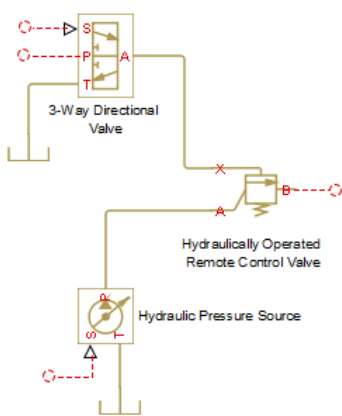 S
P A
T
3-Way Directional
Valve
X
B
A
Hydraulically Operated
Remote Control Valve
P
Hydraulic Pressure Source
S T